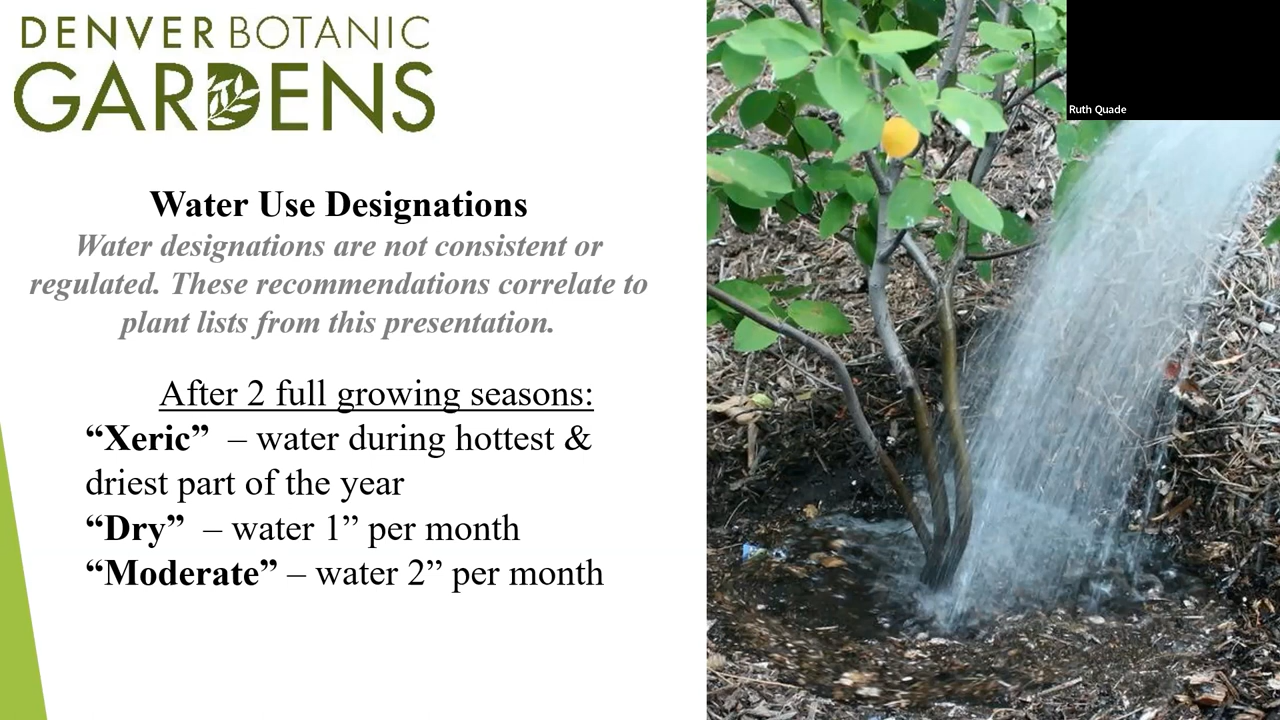 DENVER BOTANIC
GARDENS
Ruth Quade
Water Use Designations
Water designations are not consistent or
regulated. These recommendations correlate to
plant lists from this presentation.
After 2 full growing seasons:
“Xeric” – water during hottest &
driest part of the year
“Dry” – water 1” per month
“Moderate” – water 2” per month